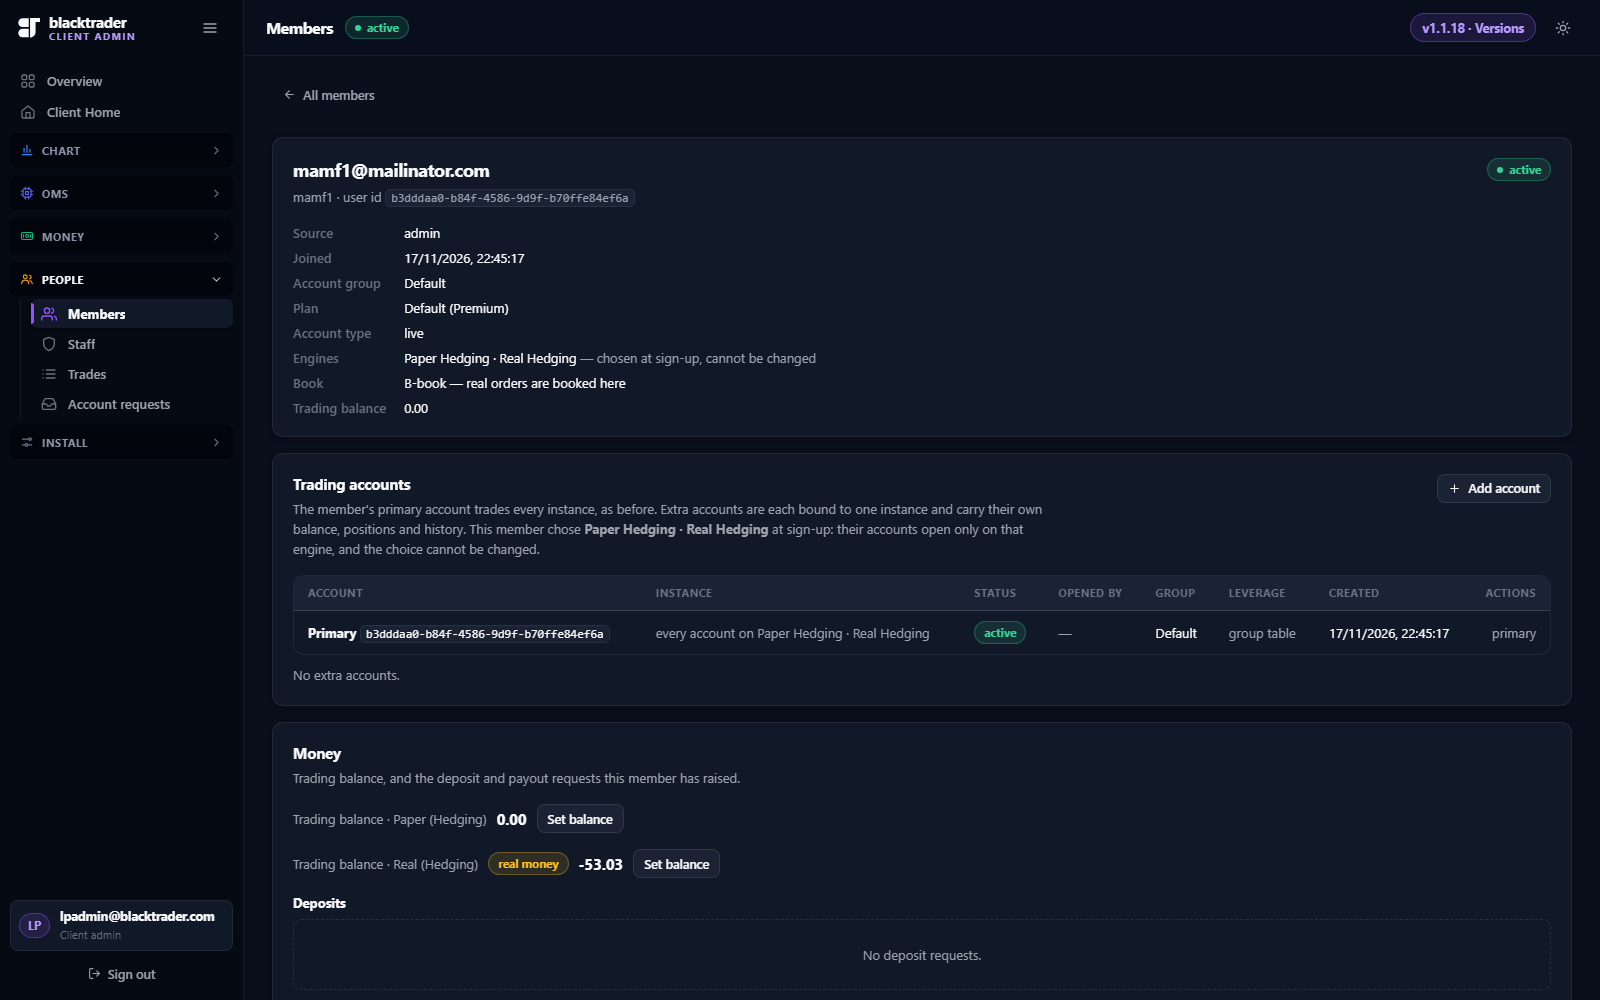 blacktrader
CLIENT ADMIN
Overview
Client Home
CHART
OMS
MONEY
PEOPLE
Members
Staff
Trades
Account requests
INSTALL
LP
lpadmin@blacktrader.com
Client admin
Sign out
Members
active
v1.1.18 · Versions
All members
mamf1@mailinator.com
active
mamf1 · user id b3dddaa0-b84f-4586-9d9f-b70ffe84ef6a
Source admin
Joined 17/11/2026, 22:45:17
Account group Default
Plan Default (Premium)
Account type live
Engines Paper Hedging · Real Hedging — chosen at sign-up, cannot be changed
Book B-book — real orders are booked here
Trading balance 0.00
Trading accounts
Add account
The member's primary account trades every instance, as before. Extra accounts are each bound to one instance and carry their own
balance, positions and history. This member chose Paper Hedging · Real Hedging at sign-up: their accounts open only on that
engine, and the choice cannot be changed.
ACCOUNT INSTANCE STATUS OPENED BY GROUP LEVERAGE CREATED ACTIONS
Primary b3dddaa0-b84f-4586-9d9f-b70ffe84ef6a every account on Paper Hedging · Real Hedging active — Default group table 17/11/2026, 22:45:17 primary
No extra accounts.
Money
Trading balance, and the deposit and payout requests this member has raised.
Trading balance · Paper (Hedging) 0.00 Set balance
Trading balance · Real (Hedging) real money -53.03 Set balance
Deposits
No deposit requests.